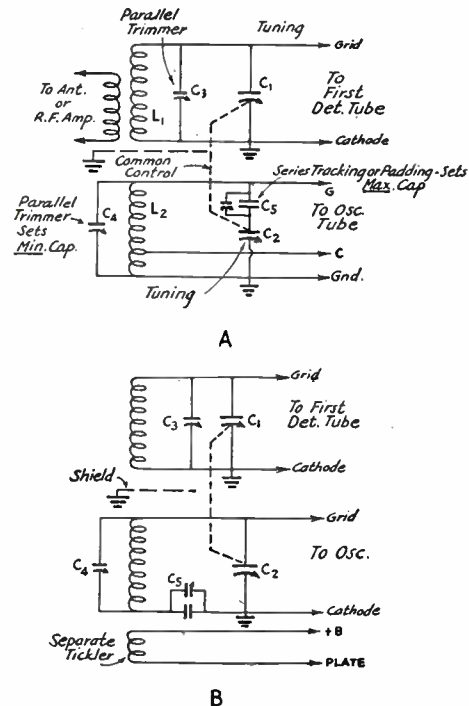 Parallel
Trimmer
Tuning
Grid
To Ant.
or
R.F. Amp.
L1
C3
C1
To
First
Det. Tube
Cathode
Common
Control
Series Tracking or Padding-Sets
Max. Cap
Parallel
Trimmer
Sets
Min. Cap.
C4
L2
C5
G
To Osc.
Tube
C2
C
Gnd.
Tuning
A
Grid
C3
C1
To First
Det. Tube
Cathode
Shield
Grid
C4
C5
C2
To Osc.
Cathode
Separate
Tickler
+B
PLATE
B